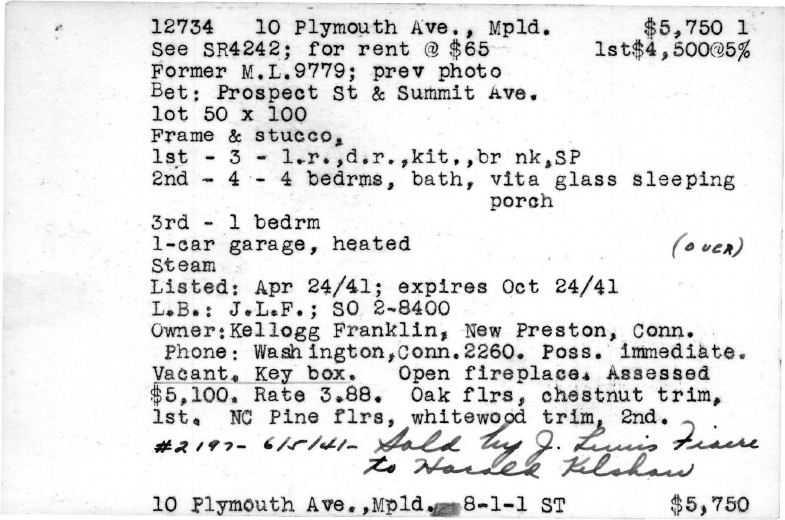 12734   10 Plymouth Ave., Mpld.   $5,750 1
See SR4242; for rent @ $65   1st$4,500@5%
Former M.L.9779; prev photo
Bet: Prospect St & Summit Ave.
lot 50 x 100
Frame & stucco,
1st - 3 - l.r.,d.r.,kit.,br nk,SP
2nd - 4 - 4 bedrms, bath, vita glass sleeping
porch
3rd - 1 bedrm
1-car garage, heated   (OVER)
Steam
Listed: Apr 24/41; expires Oct 24/41
L.B.: J.L.F.; SO 2-8400
Owner:Kellogg Franklin, New Preston, Conn.
Phone: Washington,Conn.2260. Poss. immediate.
Vacant. Key box.   Open fireplace. Assessed
$5,100. Rate 3.88.  Oak flrs, chestnut trim,
1st.  NC Pine flrs, whitewood trim, 2nd.
#2197- 6/5/41- Sold by J. Lewis Fiacre
to Harold Kelshaw
10 Plymouth Ave.,Mpld.  8-1-1 ST   $5,750